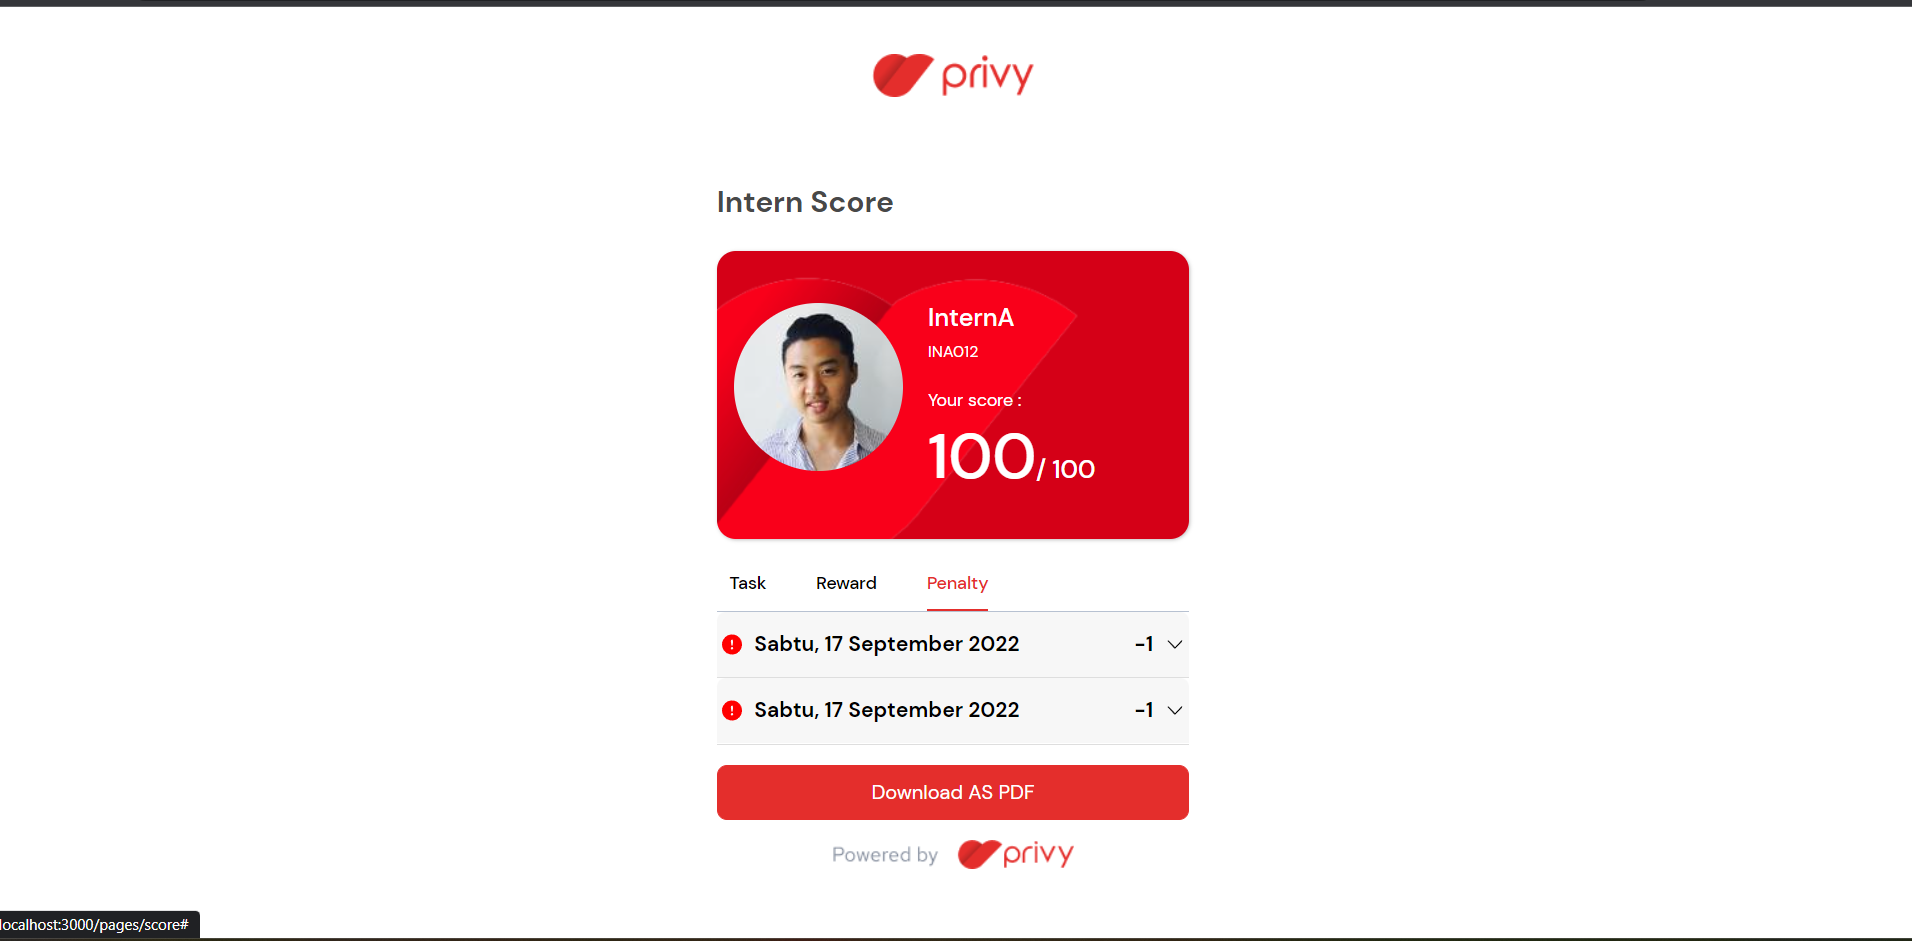 privy
Intern Score
InternA
INA012
Your score :
100/ 100
Task Reward Penalty
Sabtu, 17 September 2022 -1
Sabtu, 17 September 2022 -1
Download AS PDF
Powered by privy
localhost:3000/pages/score#